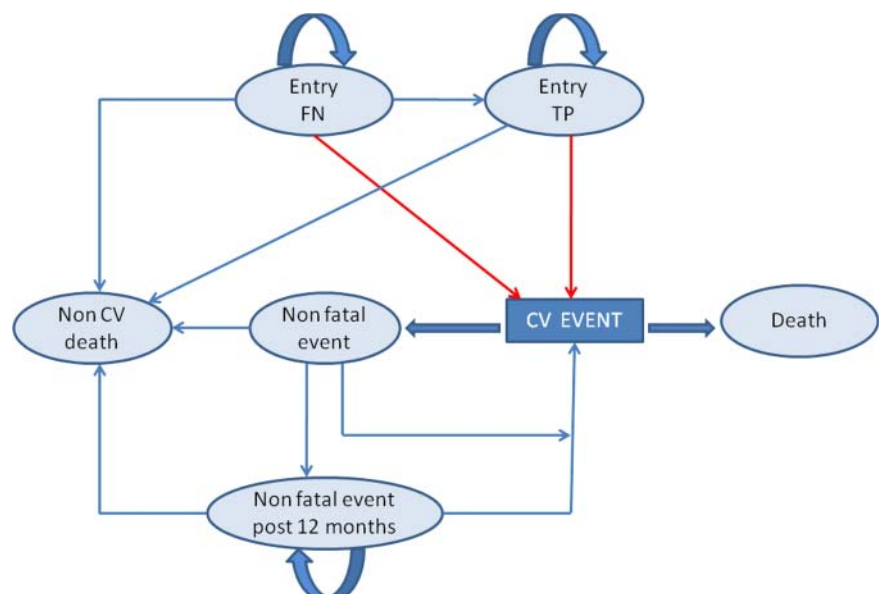 Entry
FN
Entry
TP
Non CV
death
Non fatal
event
CV EVENT
Death
Non fatal event
post 12 months